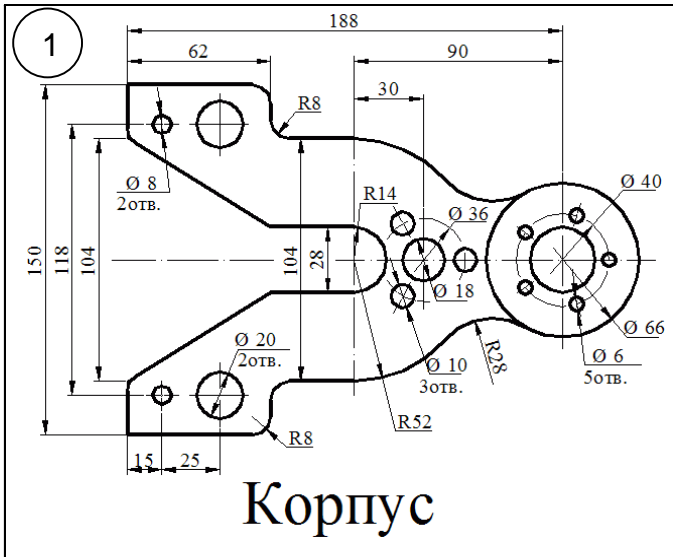 1
188
62
90
30
R8
Ø 8
2отв.
R14
Ø 36
Ø 40
150
118
104
104
28
Ø 18
Ø 20
2отв.
Ø 10
3отв.
R28
Ø 66
Ø 6
5отв.
R8
R52
15
25
Корпус